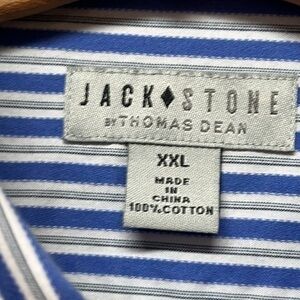 JACK♦STONE
BY THOMAS DEAN
XXL
MADE
IN
CHINA
100% COTTON